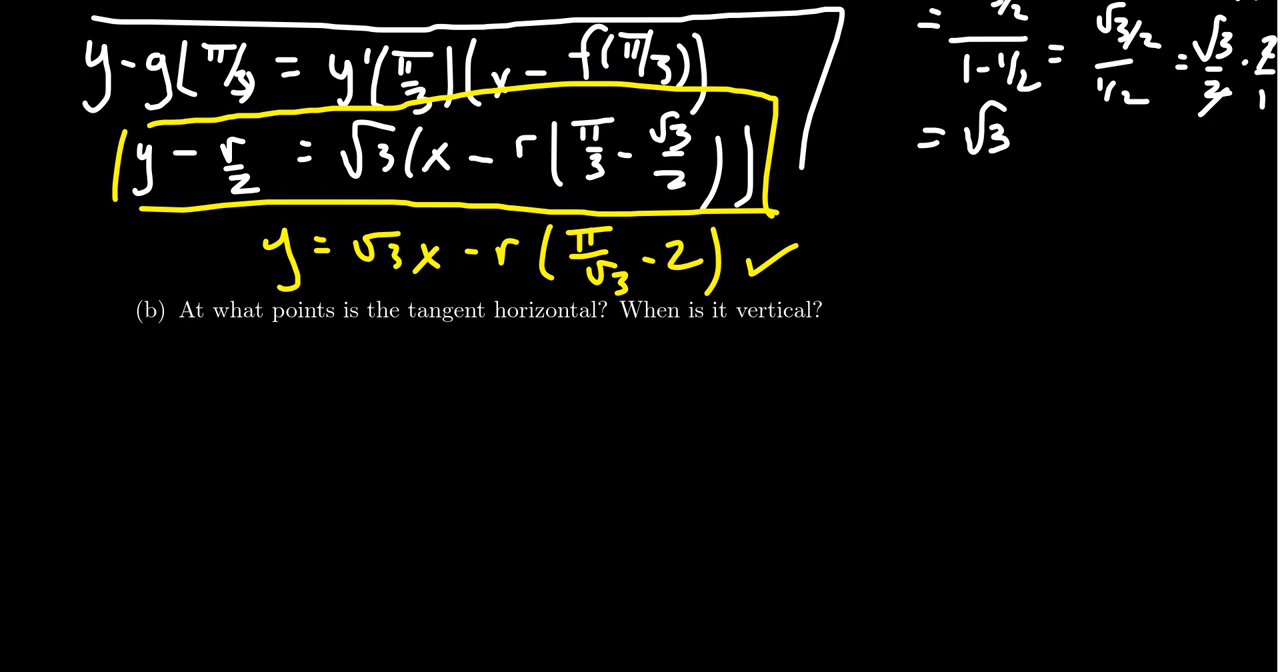 y - g(π/3) = y'(π/3)(x - f(π/3))
y - r/2 = √3(x - r(π/3 - √3/2))
y = √3x - r(π/√3 - 2) ✓
(b) At what points is the tangent horizontal? When is it vertical?
= /2 / (1 - 1/2) = (√3/2)/(1/2) = √3/2 · 2/1
= √3